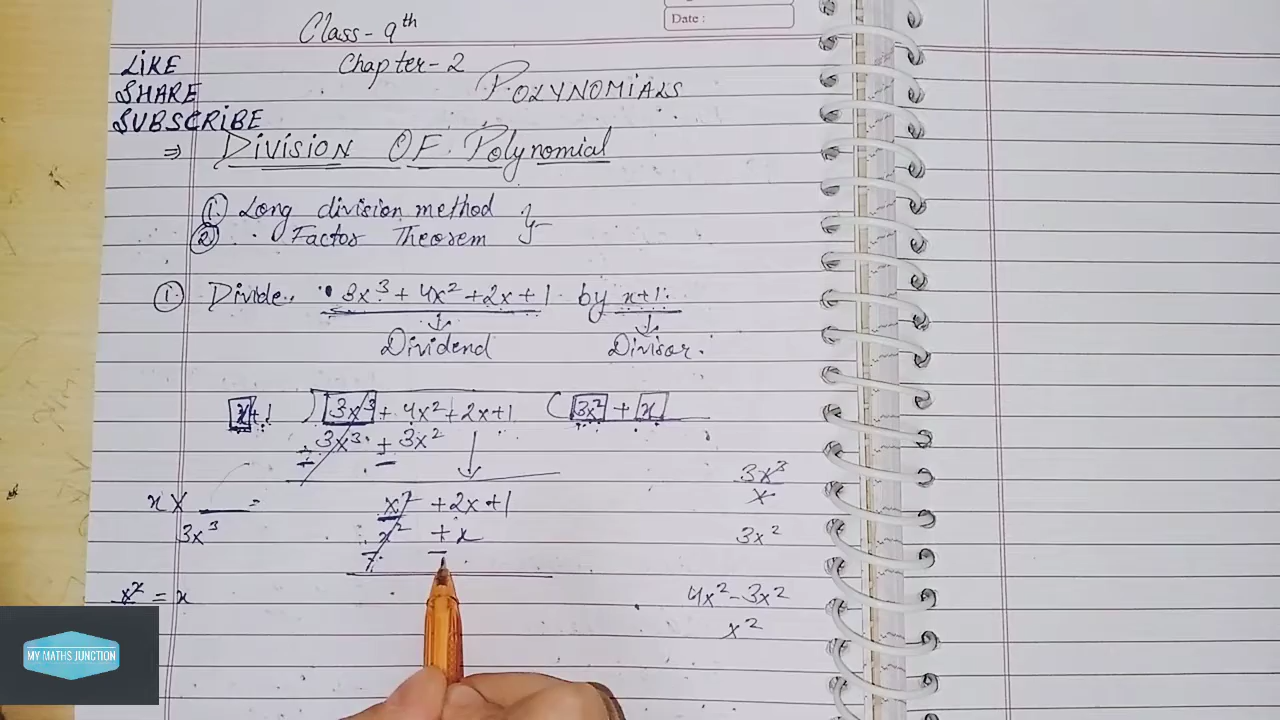 Date :
Class - 9th
LIKE
Chapter - 2
SHARE
POLYNOMIALS
SUBSCRIBE
⇒ DIVISION OF Polynomial
① Long division method
② Factor Theorem
① Divide 3x³ + 4x² + 2x + 1 by x+1.
Dividend
Divisor.
x+1 ) 3x³ + 4x² + 2x + 1 ( 3x² + x
3x³ + 3x²
3x³
x
x² + 2x + 1
x X __ =
x² + x
3x³
3x²
x² = x
4x² - 3x²
x²
MY MATHS JUNCTION